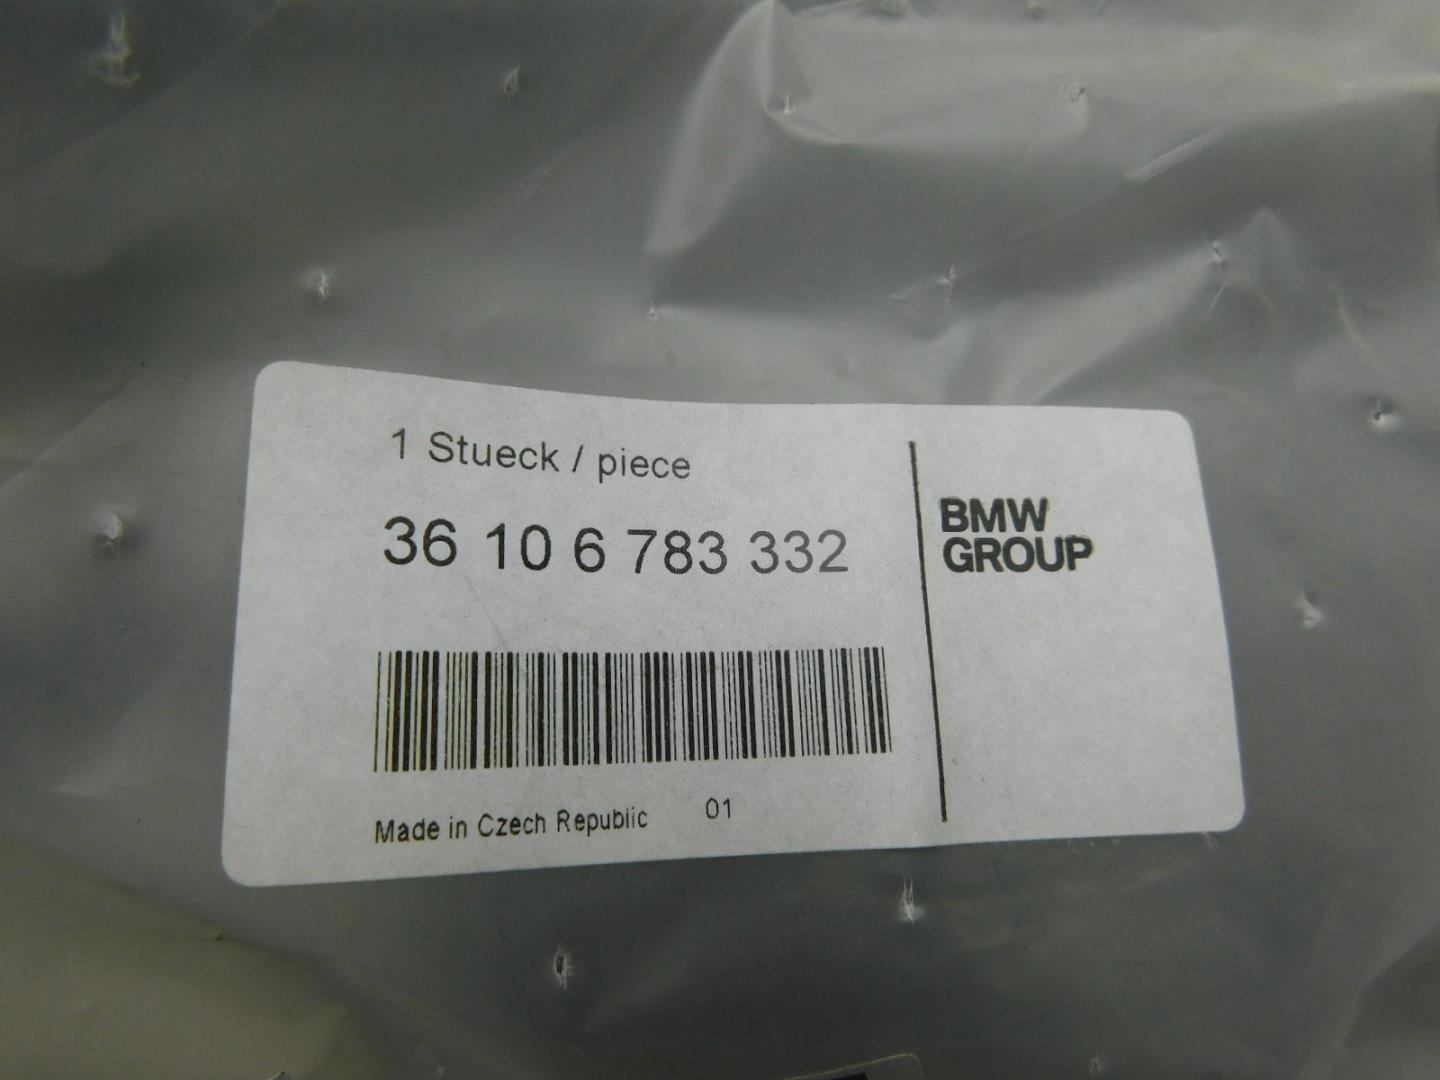 1 Stueck / piece
36 10 6 783 332
Made in Czech Republic 01
BMW
GROUP